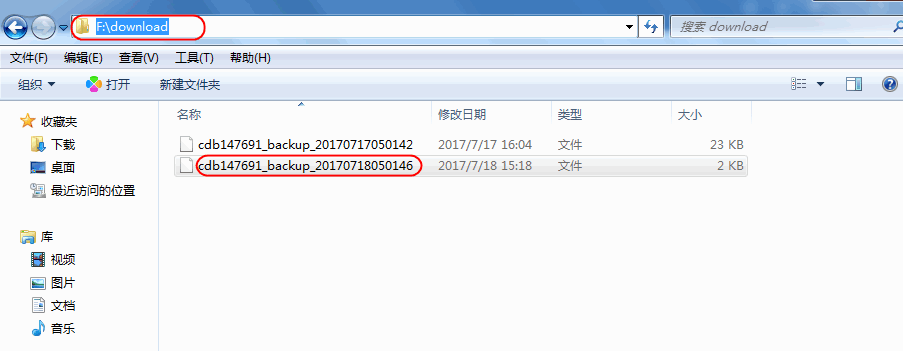 F:\download
搜索 download
文件(F) 编辑(E) 查看(V) 工具(T) 帮助(H)
组织 打开 新建文件夹
名称 修改日期 类型 大小
cdb147691_backup_20170717050142 2017/7/17 16:04 文件 23 KB
cdb147691_backup_20170718050146 2017/7/18 15:18 文件 2 KB
收藏夹
下载
桌面
最近访问的位置
库
视频
图片
文档
音乐